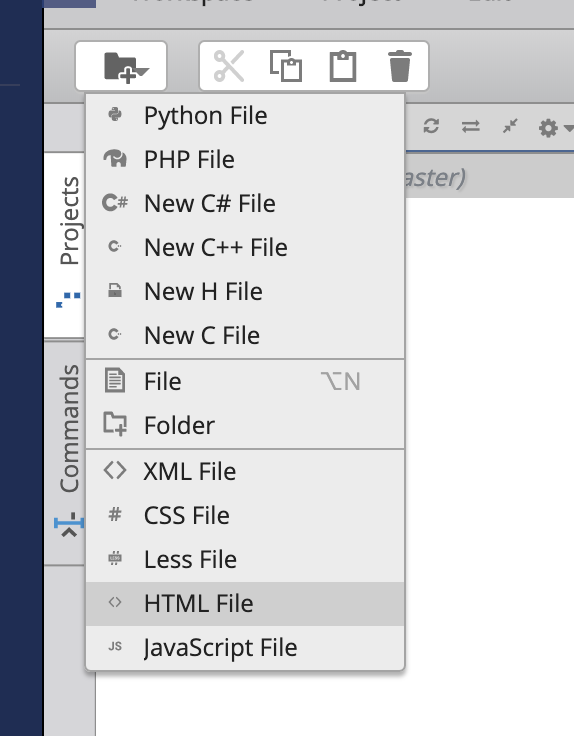 Python File
PHP File
C# New C# File
New C++ File
New H File
New C File
File ⌥N
Folder
XML File
# CSS File
Less File
HTML File
JS JavaScript File
aster)
Projects
Commands